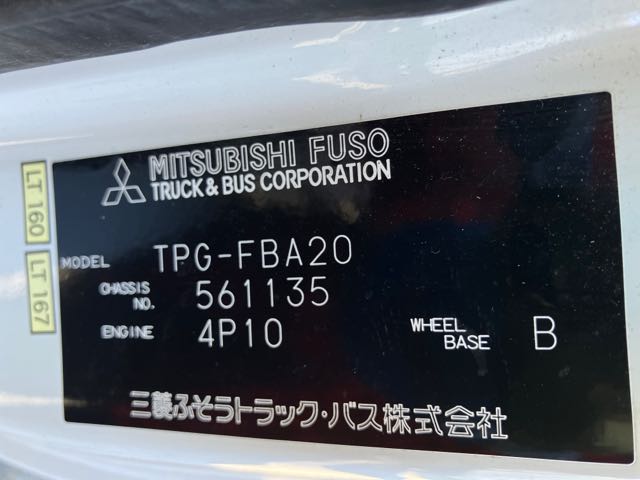 MITSUBISHI FUSO
TRUCK & BUS CORPORATION
LT 160
LT 167
MODEL TPG-FBA20
CHASSIS NO. 561135
ENGINE 4P10
WHEEL BASE B
三菱ふそうトラック・バス株式会社